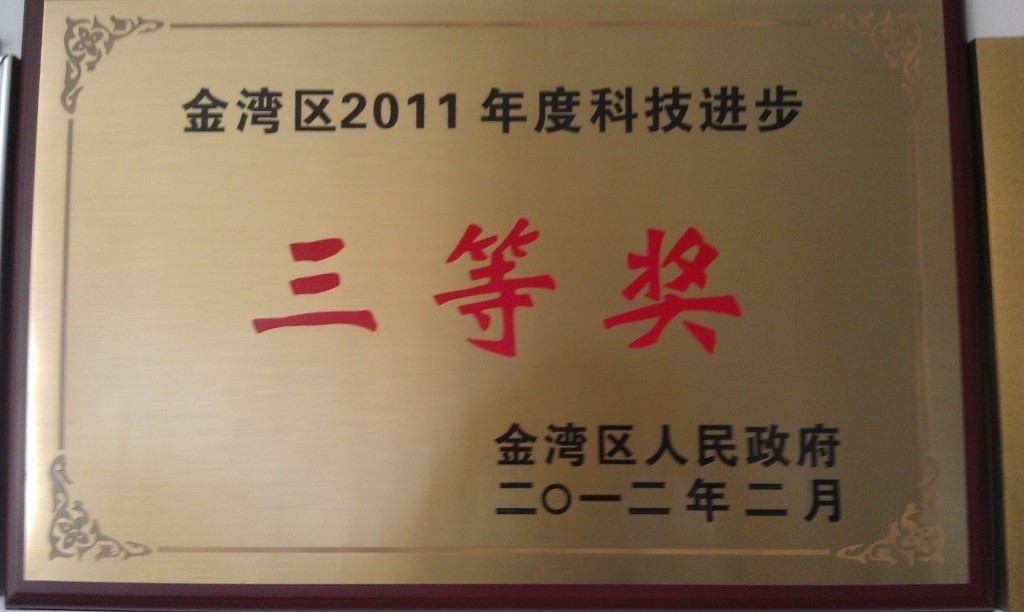 金湾区2011年度科技进步
三等奖
金湾区人民政府
二〇一二年二月